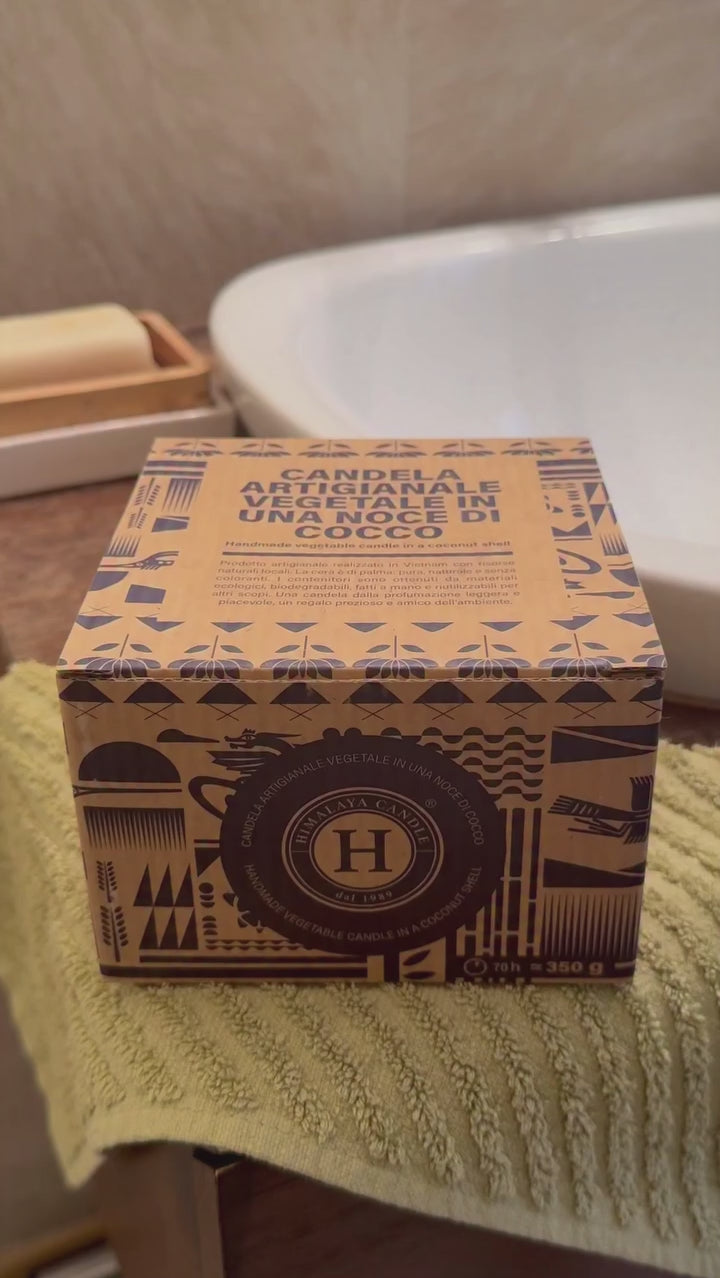 CANDELA
ARTIGIANALE
VEGETALE IN
UNA NOCE DI
COCCO
Handmade vegetable candle in a coconut shell
Prodotto artigianale realizzato in Vietnam con risorse
naturali locali. La cera è di palma, pura, naturale e senza
coloranti. I contenitori sono ottenuti da materiali
ecologici, biodegradabili, fatti a mano e riutilizzabili per
altri scopi. Una candela dalla profumazione leggera e
piacevole, un regalo prezioso e amico dell'ambiente.
CANDELA ARTIGIANALE VEGETALE IN UNA NOCE DI COCCO
HIMALAYA CANDLE ®
H
dal 1989
HANDMADE VEGETABLE CANDLE IN A COCONUT SHELL
70 h ≃ 350 g